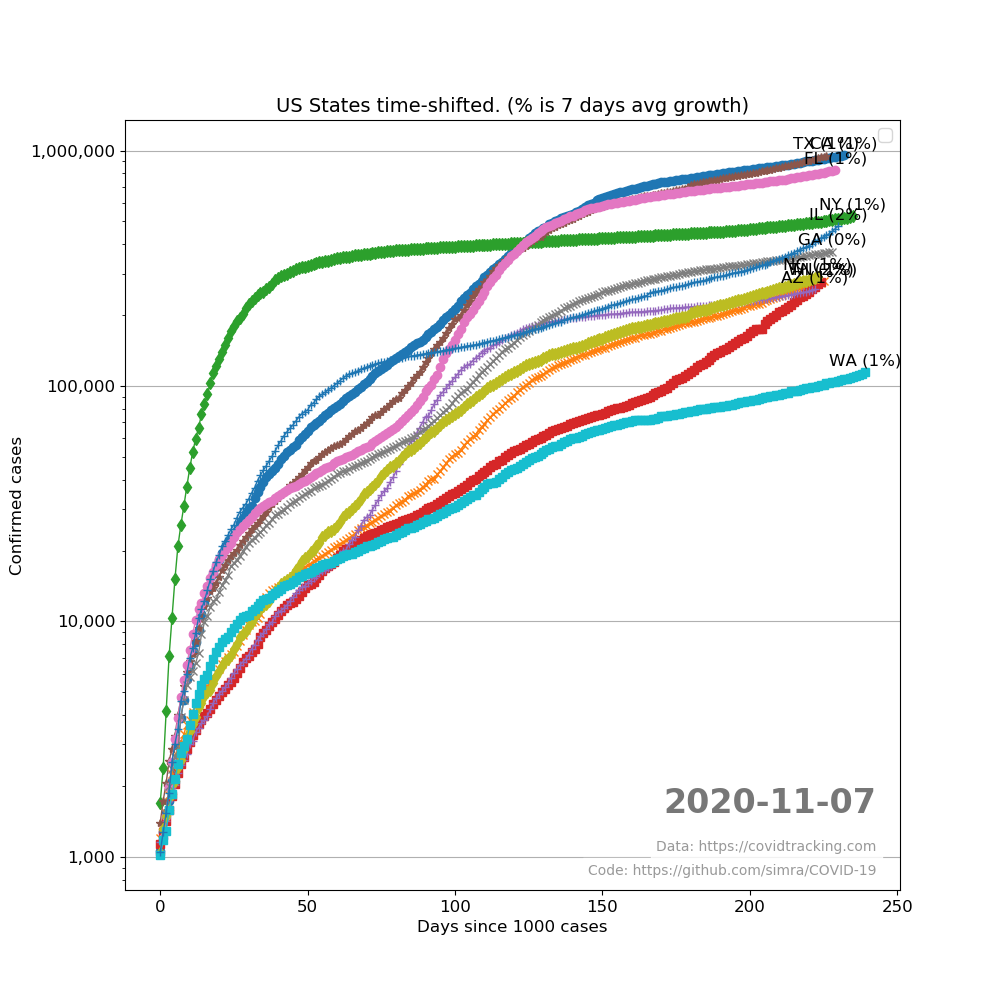 US States time-shifted. (% is 7 days avg growth)
1,000,000
100,000
10,000
1,000
Confirmed cases
FL (1%)
NY (1%)
IL (2%)
GA (0%)
AZ (1%)
WA (1%)
2020-11-07
Data: https://covidtracking.com
Code: https://github.com/simra/COVID-19
0 50 100 150 200 250
Days since 1000 cases